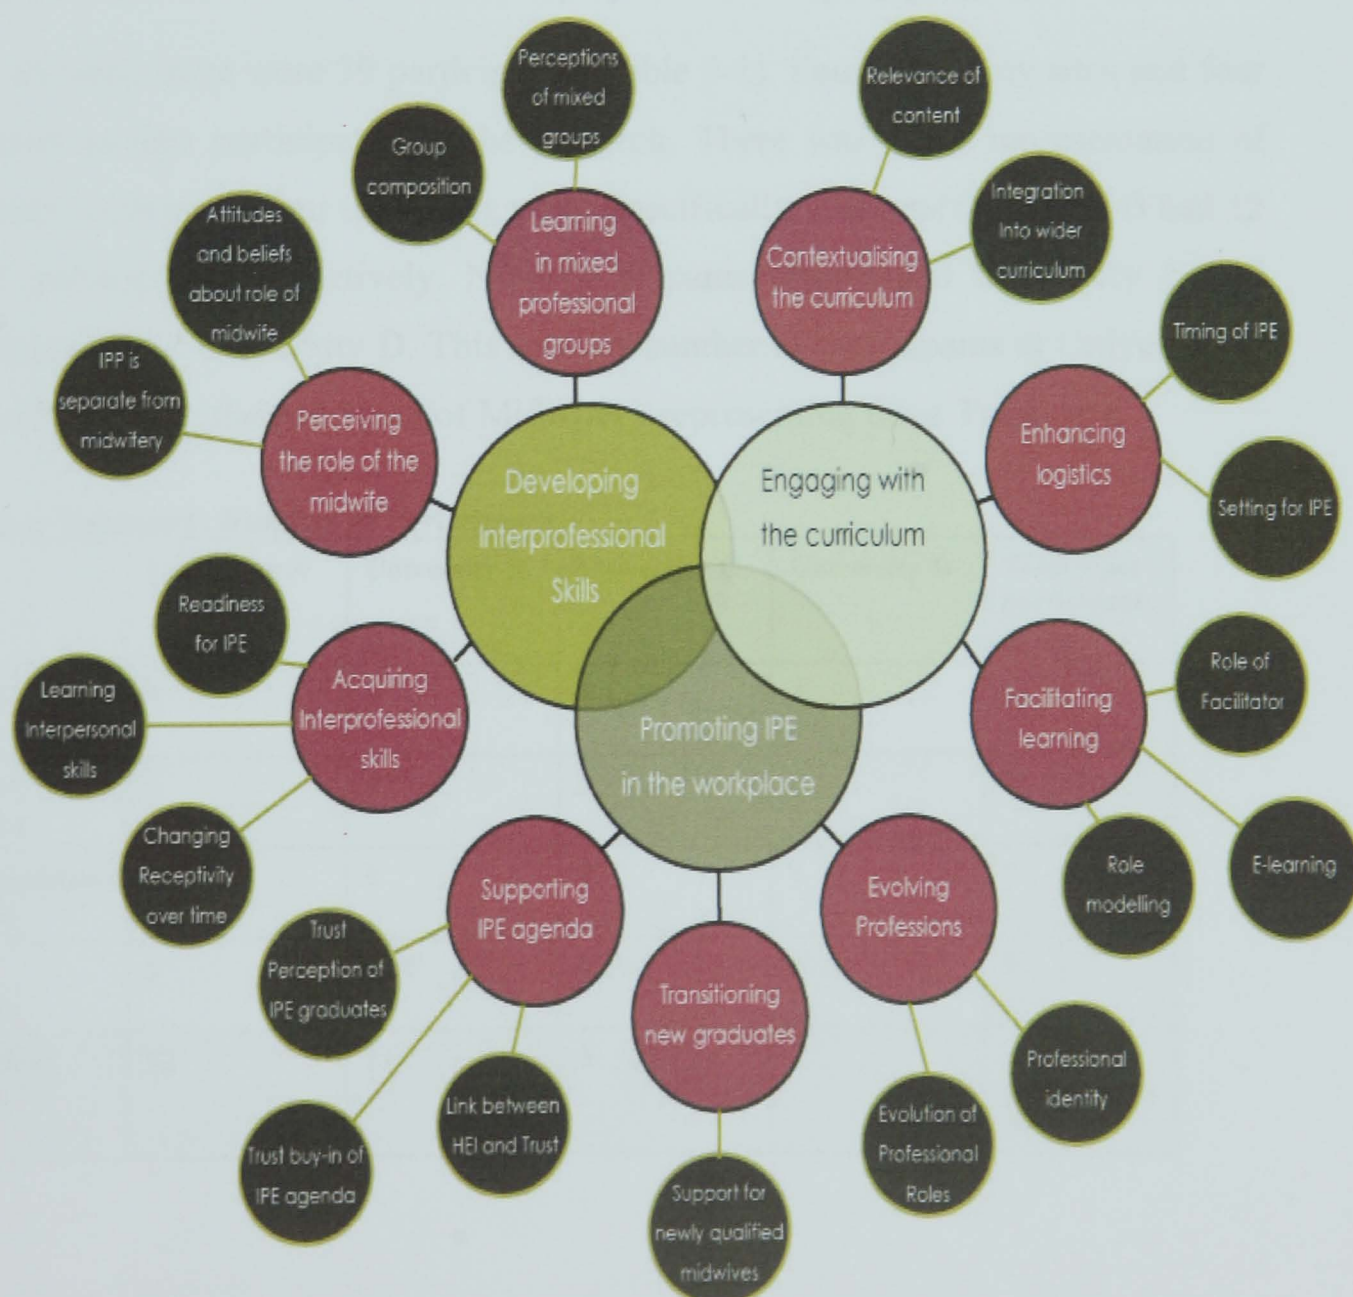 Perceptions
of mixed
groups
Relevance of
content
Group
composition
Learning
in mixed
professional
groups
Integration
Into wider
curriculum
Attitudes
and beliefs
about role of
midwife
Contextualising
the curriculum
Timing of IPE
IPP is
separate from
midwifery
Perceiving
the role of the
midwife
Enhancing
logistics
Developing
Interprofessional
Skills
Engaging with
the curriculum
Setting for IPE
Readiness
for IPE
Learning
Interpersonal
skills
Acquiring
Interprofessional
skills
Promoting IPE
in the workplace
Facilitating
learning
Role of
Facilitator
Changing
Receptivity
over time
Supporting
IPE agenda
Evolving
Professions
Role
modelling
E-learning
Trust
Perception of
IPE graduates
Transitioning
new graduates
Professional
identity
Trust buy-in of
IPE agenda
Link between
HEI and Trust
Evolution of
Professional
Roles
Support for
newly qualified
midwives